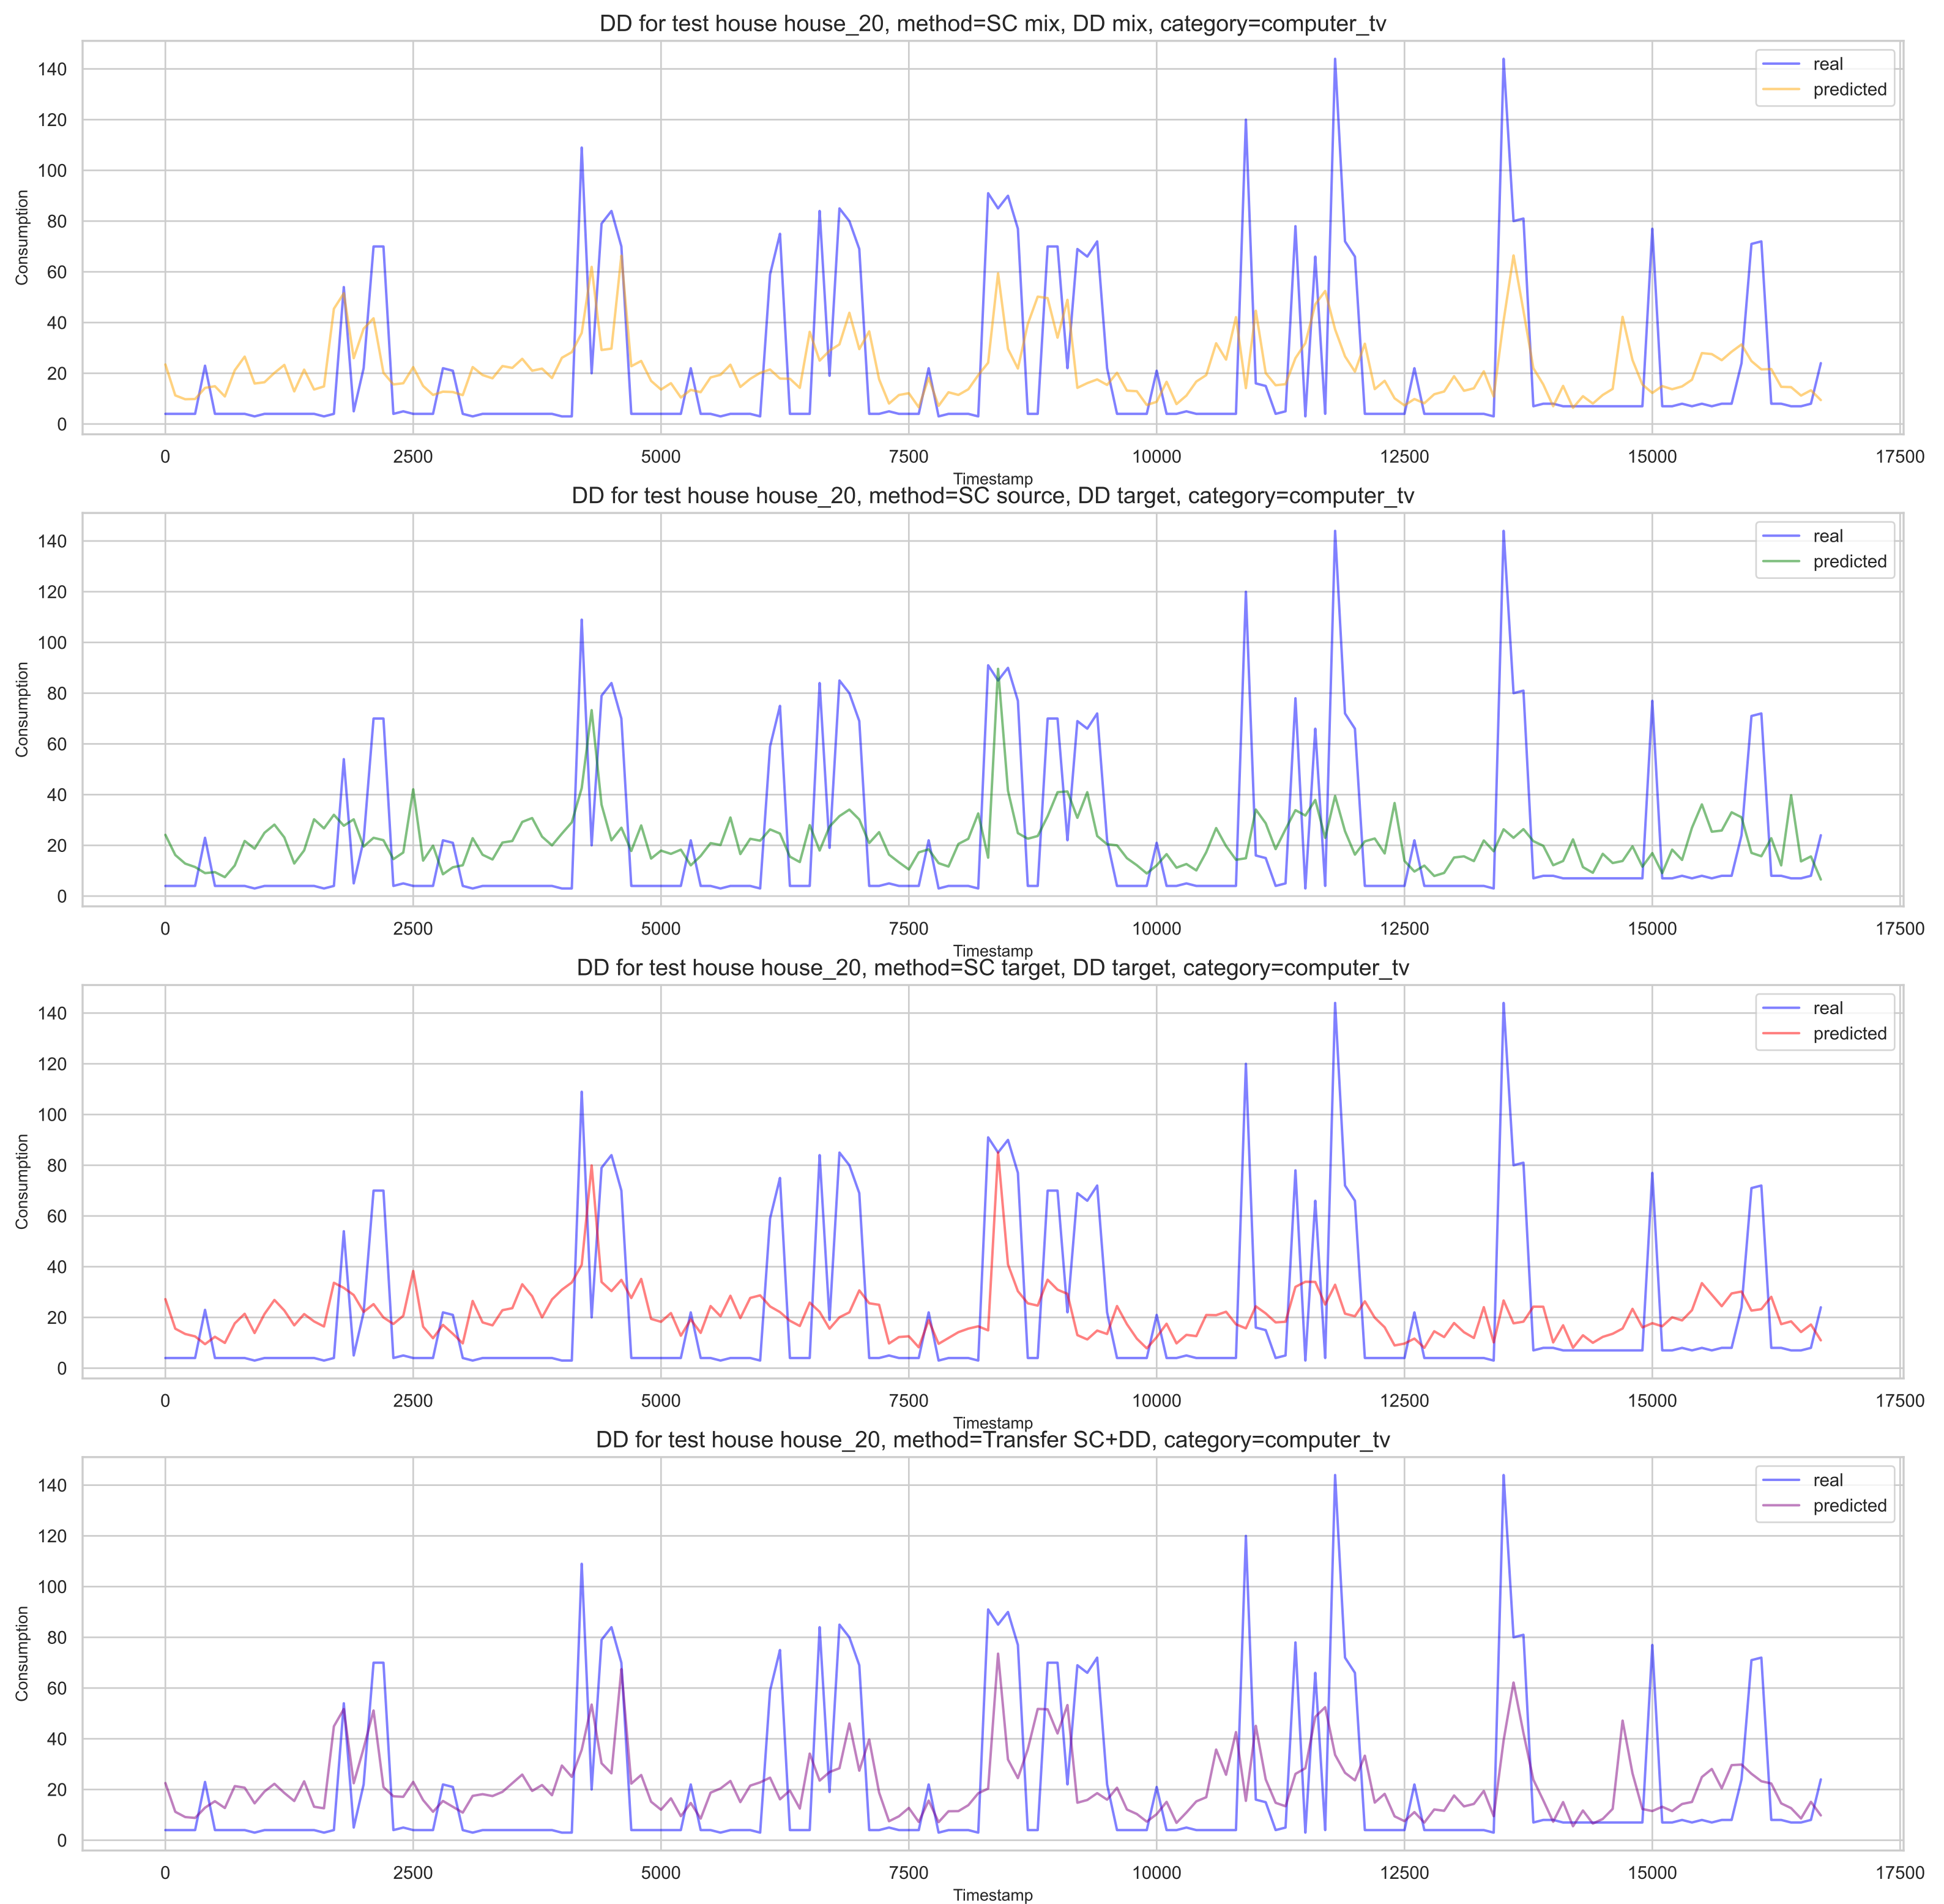 DD for test house house_20, method=SC mix, DD mix, category=computer_tv
real
predicted
Consumption
140
120
100
80
60
40
20
0
0 2500 5000 7500 10000 12500 15000 17500
Timestamp
DD for test house house_20, method=SC source, DD target, category=computer_tv
real
predicted
Consumption
140
120
100
80
60
40
20
0
0 2500 5000 7500 10000 12500 15000 17500
Timestamp
DD for test house house_20, method=SC target, DD target, category=computer_tv
real
predicted
Consumption
140
120
100
80
60
40
20
0
0 2500 5000 7500 10000 12500 15000 17500
Timestamp
DD for test house house_20, method=Transfer SC+DD, category=computer_tv
real
predicted
Consumption
140
120
100
80
60
40
20
0
0 2500 5000 7500 10000 12500 15000 17500
Timestamp